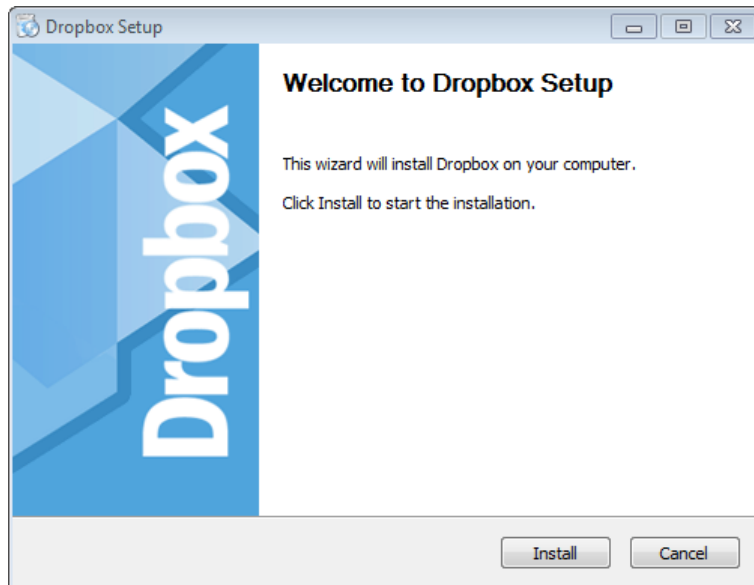 Dropbox Setup
Dropbox
Welcome to Dropbox Setup
This wizard will install Dropbox on your computer.
Click Install to start the installation.
Install
Cancel